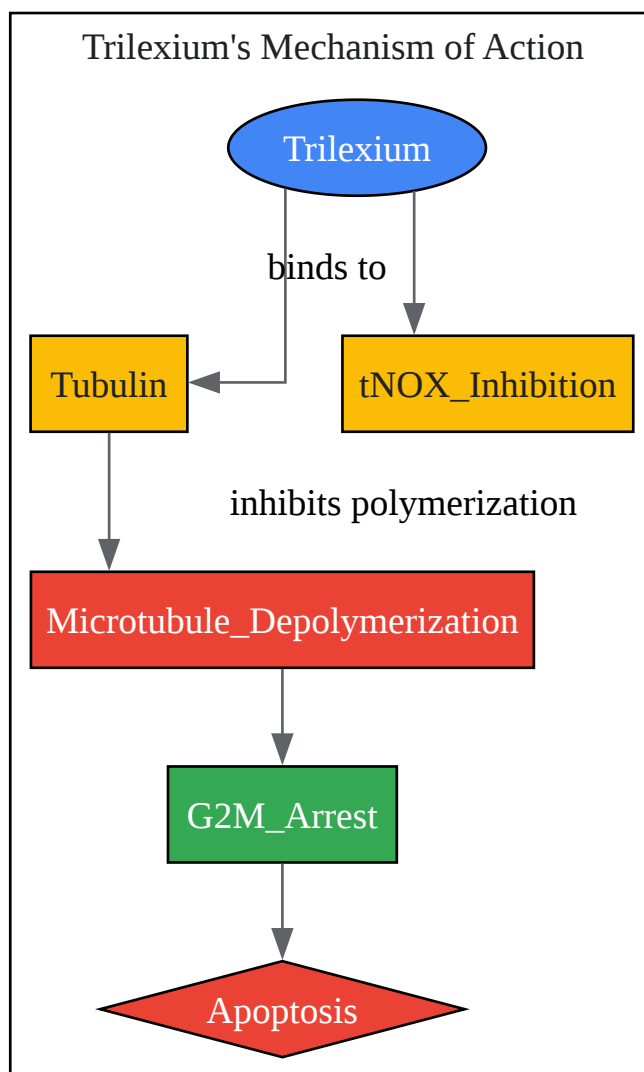 Trilexium's Mechanism of Action
Trilexium
binds to
Tubulin
tNOX_Inhibition
inhibits polymerization
Microtubule_Depolymerization
G2M_Arrest
Apoptosis